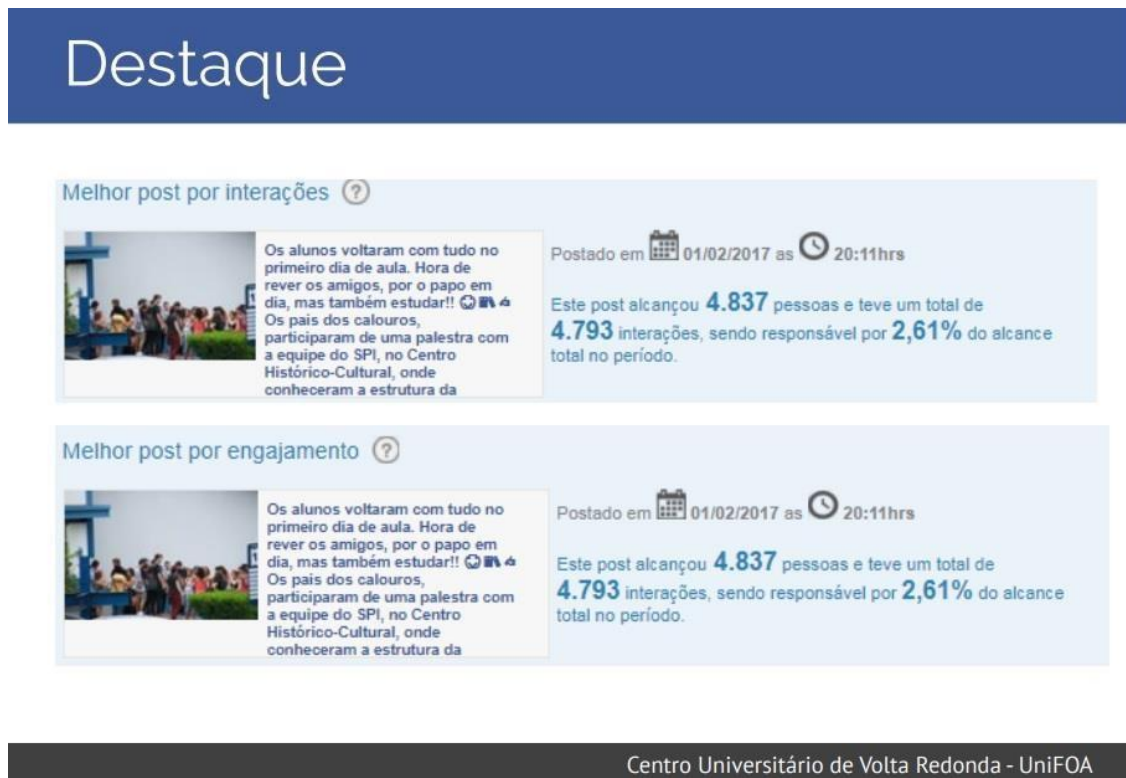 Destaque
Melhor post por interações ?
Os alunos voltaram com tudo no
primeiro dia de aula. Hora de
rever os amigos, por o papo em
dia, mas também estudar!!
Os pais dos calouros,
participaram de uma palestra com
a equipe do SPI, no Centro
Histórico-Cultural, onde
conheceram a estrutura da
Postado em 01/02/2017 as 20:11hrs
Este post alcançou 4.837 pessoas e teve um total de
4.793 interações, sendo responsável por 2,61% do alcance
total no período.
Melhor post por engajamento ?
Os alunos voltaram com tudo no
primeiro dia de aula. Hora de
rever os amigos, por o papo em
dia, mas também estudar!!
Os pais dos calouros,
participaram de uma palestra com
a equipe do SPI, no Centro
Histórico-Cultural, onde
conheceram a estrutura da
Postado em 01/02/2017 as 20:11hrs
Este post alcançou 4.837 pessoas e teve um total de
4.793 interações, sendo responsável por 2,61% do alcance
total no período.
Centro Universitário de Volta Redonda - UniFOA